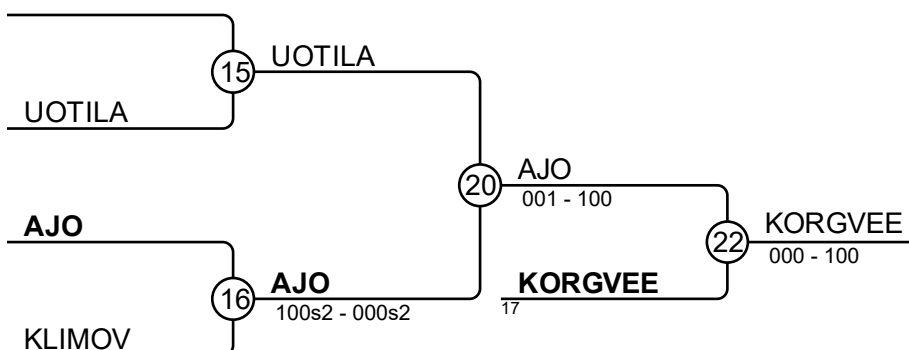 15
UOTILA
UOTILA
20
AJO
001 - 100
AJO
22
KORGVEE
000 - 100
16
AJO
100s2 - 000s2
KORGVEE
17
KLIMOV